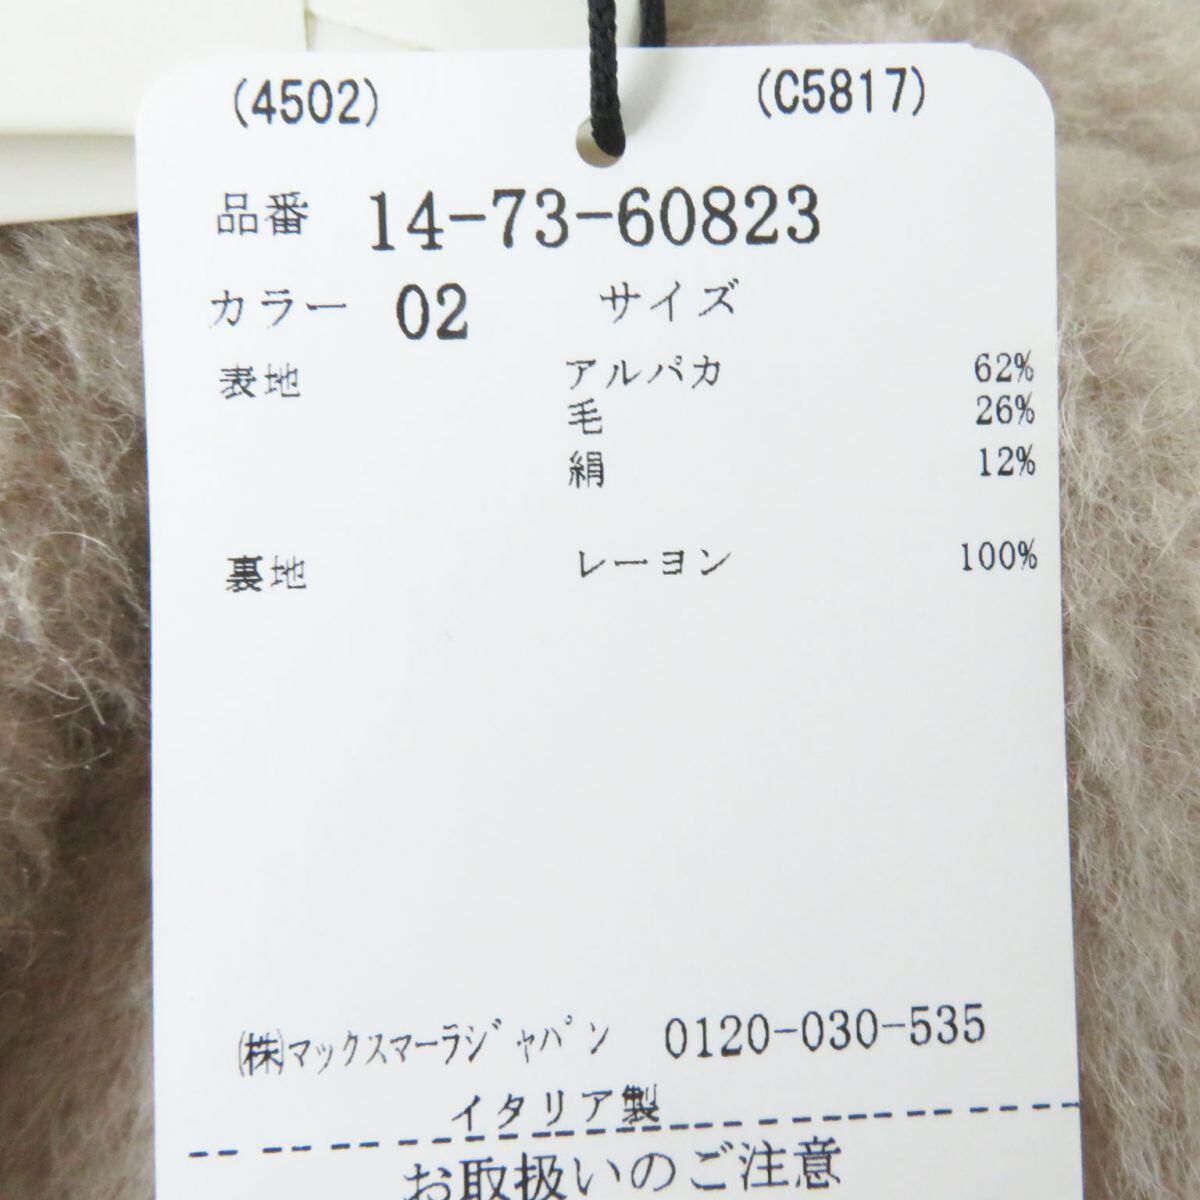 (4502) (C5817)
品番 14-73-60823
カラー 02 サイズ
表地 アルパカ 62%
毛 26%
絹 12%
裏地 レーヨン 100%
㈱マックスマーラジャパン 0120-030-535
イタリア製
お取扱いのご注意